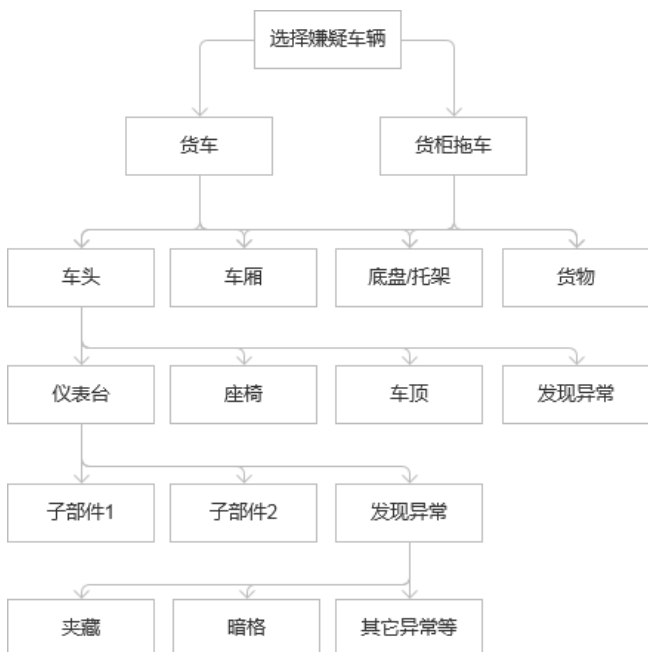 选择嫌疑车辆
货车
货柜拖车
车头
车厢
底盘/托架
货物
仪表台
座椅
车顶
发现异常
子部件1
子部件2
发现异常
夹藏
暗格
其它异常等